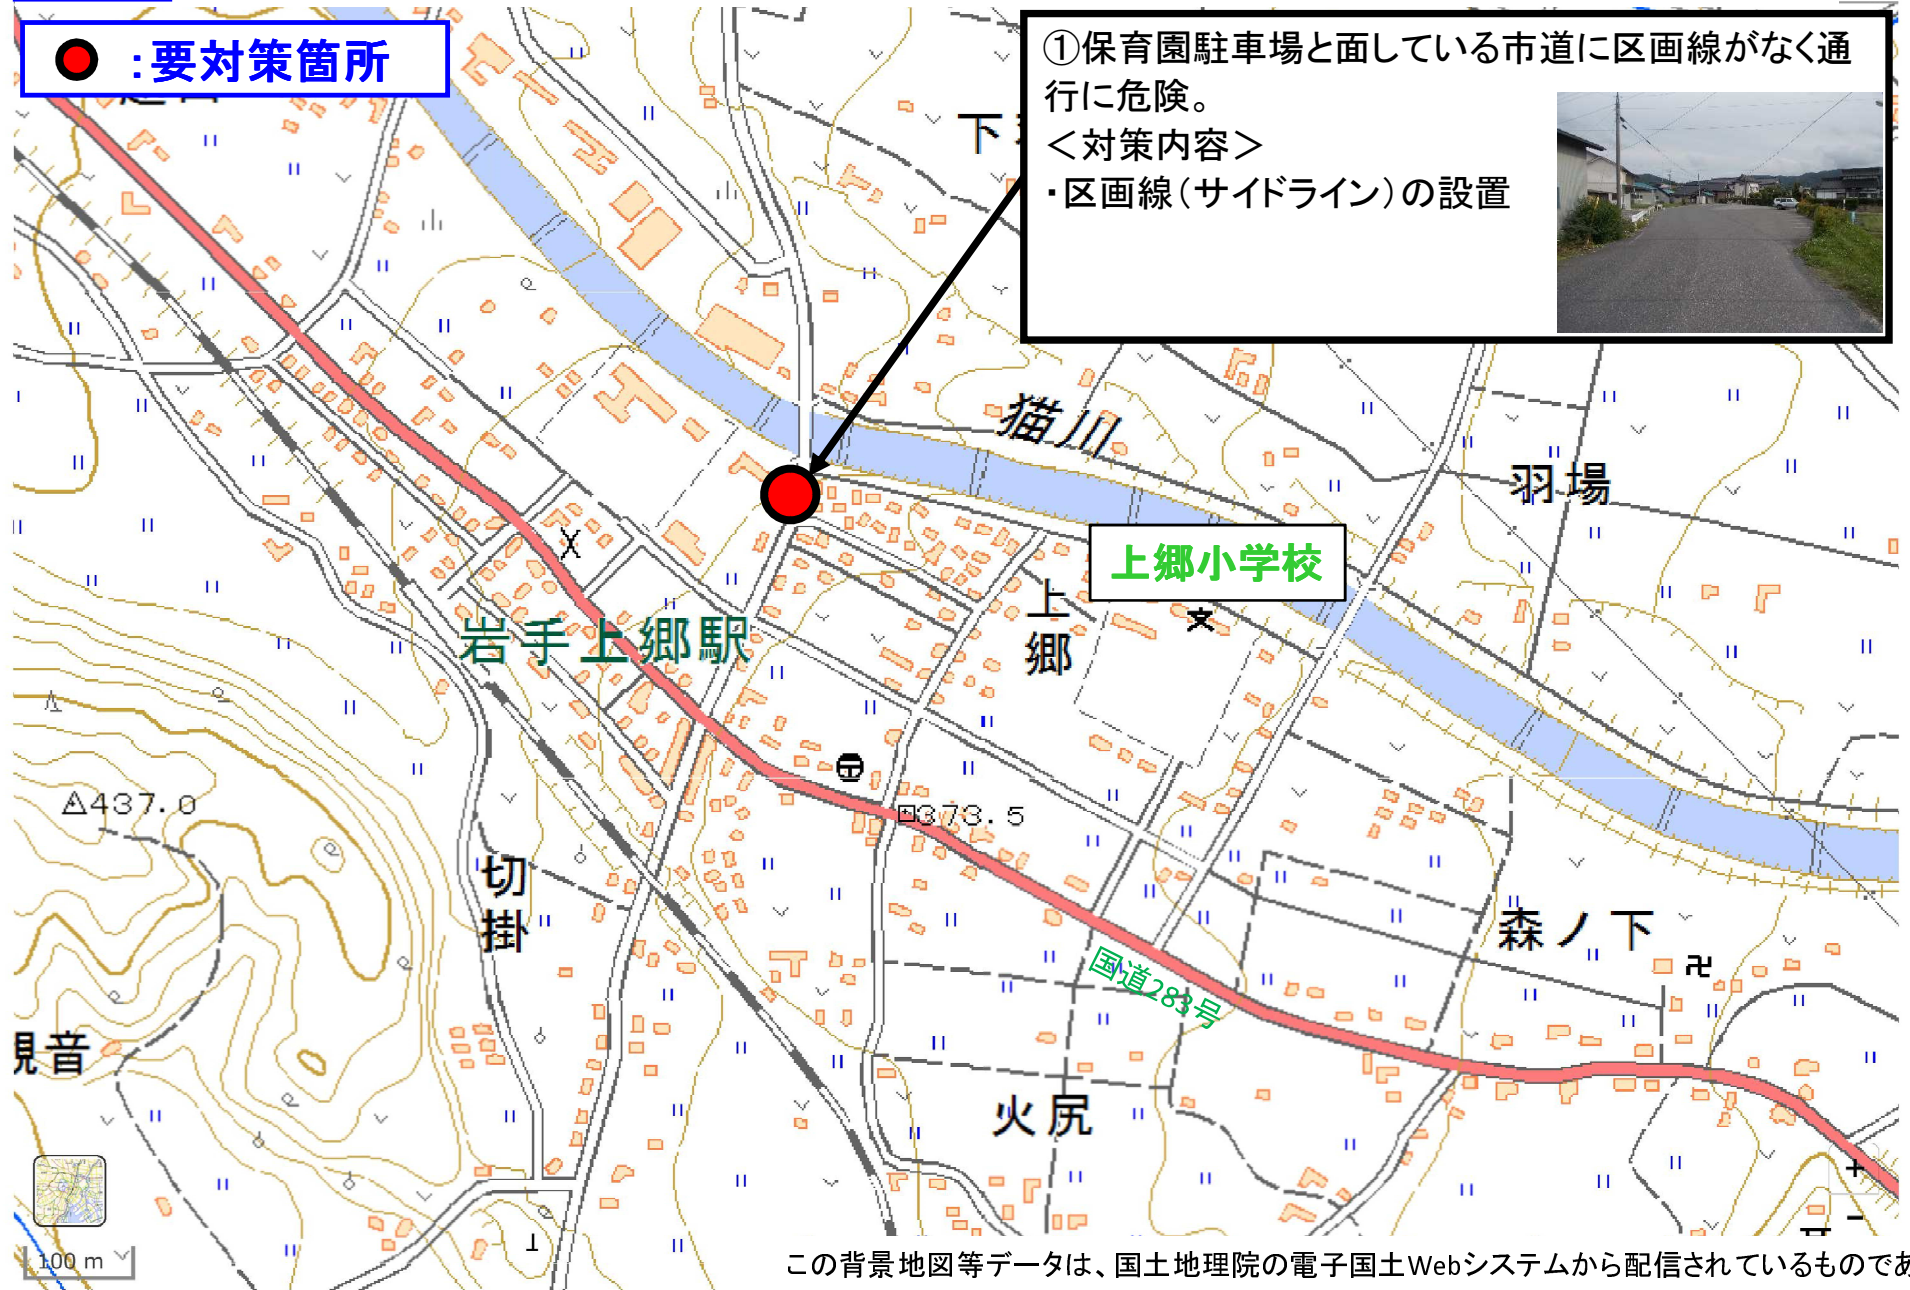 :要対策箇所
①保育園駐車場と面している市道に区画線がなく通
行に危険。
＜対策内容＞
・区画線（サイドライン）の設置
下
猫川
羽場
上郷小学校
上郷
岩手上郷駅
437.0
373.5
切掛
森ノ下
国道283号
観音
火尻
+
-
100 m
この背景地図等データは、国土地理院の電子国土Webシステムから配信されているものであ